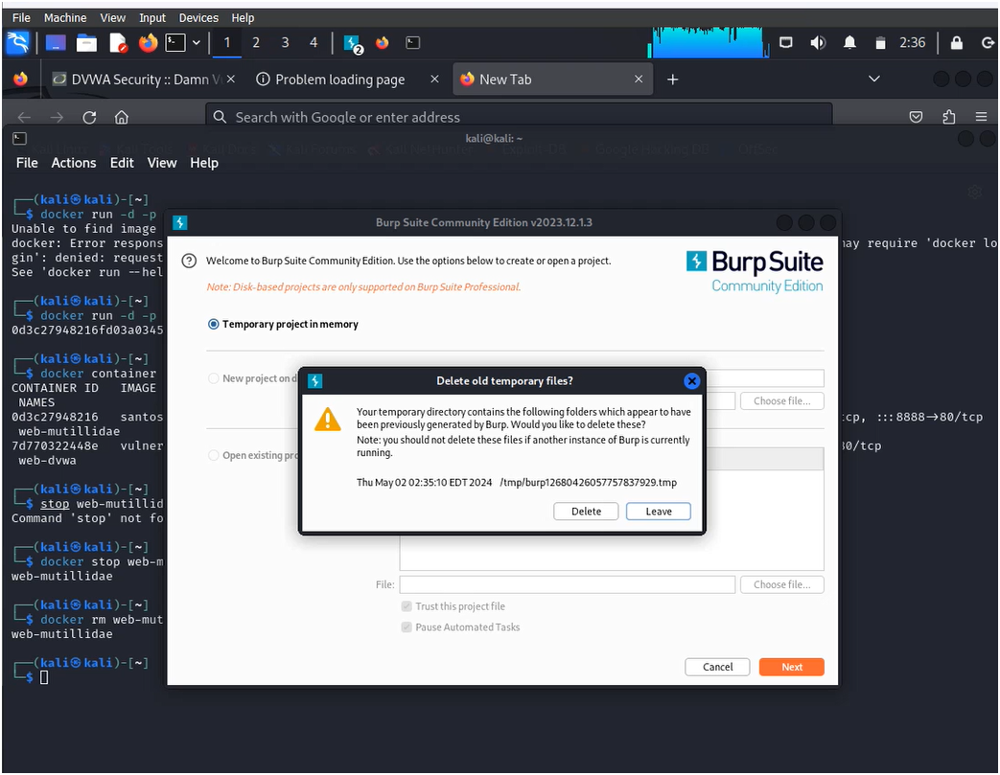 File Machine View Input Devices Help
1 2 3 4 2 2:36
DVWA Security :: Damn Vu Problem loading page New Tab
Search with Google or enter address
kali@kali: ~
File Actions Edit View Help
┌──(kali㉿kali)-[~]
└─$ docker run -d -p
Unable to find image
docker: Error respons may require 'docker lo
gin': denied: request
See 'docker run --hel
┌──(kali㉿kali)-[~]
└─$ docker run -d -p
0d3c27948216fd03a0345
┌──(kali㉿kali)-[~]
└─$ docker container
CONTAINER ID IMAGE
NAMES
0d3c27948216 santos tcp, :::8888->80/tcp
web-mutillidae
7d770322448e vulner 80/tcp
web-dvwa
┌──(kali㉿kali)-[~]
└─$ stop web-mutillid
Command 'stop' not fo
┌──(kali㉿kali)-[~]
└─$ docker stop web-m
web-mutillidae
┌──(kali㉿kali)-[~]
└─$ docker rm web-mut
web-mutillidae
┌──(kali㉿kali)-[~]
└─$
Burp Suite Community Edition v2023.12.1.3
Welcome to Burp Suite Community Edition. Use the options below to create or open a project.
Note: Disk-based projects are only supported on Burp Suite Professional.
Burp Suite
Community Edition
Temporary project in memory
New project on d
Choose file...
Open existing pro
File:
Choose file...
Trust this project file
Pause Automated Tasks
Cancel Next
Delete old temporary files?
Your temporary directory contains the following folders which appear to have
been previously generated by Burp. Would you like to delete these?
Note: you should not delete these files if another instance of Burp is currently
running.
Thu May 02 02:35:10 EDT 2024 /tmp/burp12680426057757837929.tmp
Delete Leave